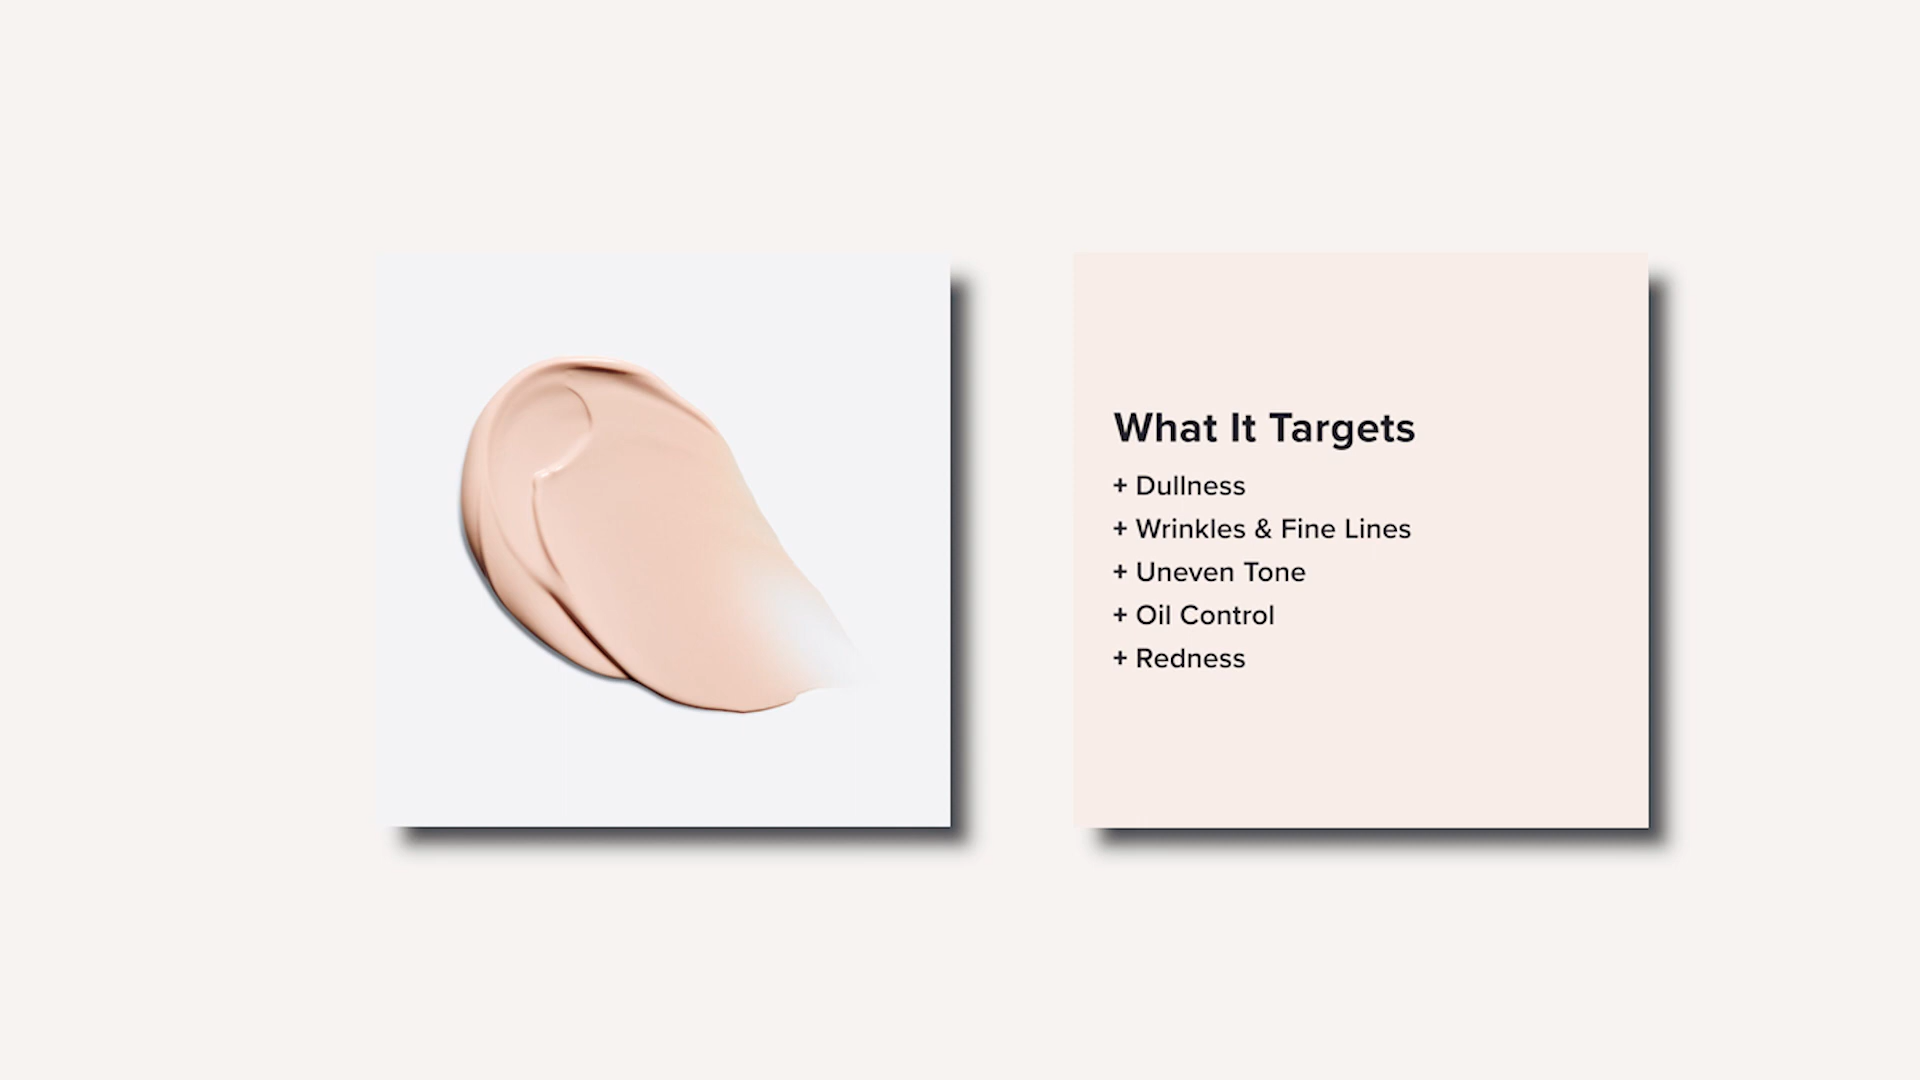 What It Targets
+ Dullness
+ Wrinkles & Fine Lines
+ Uneven Tone
+ Oil Control
+ Redness